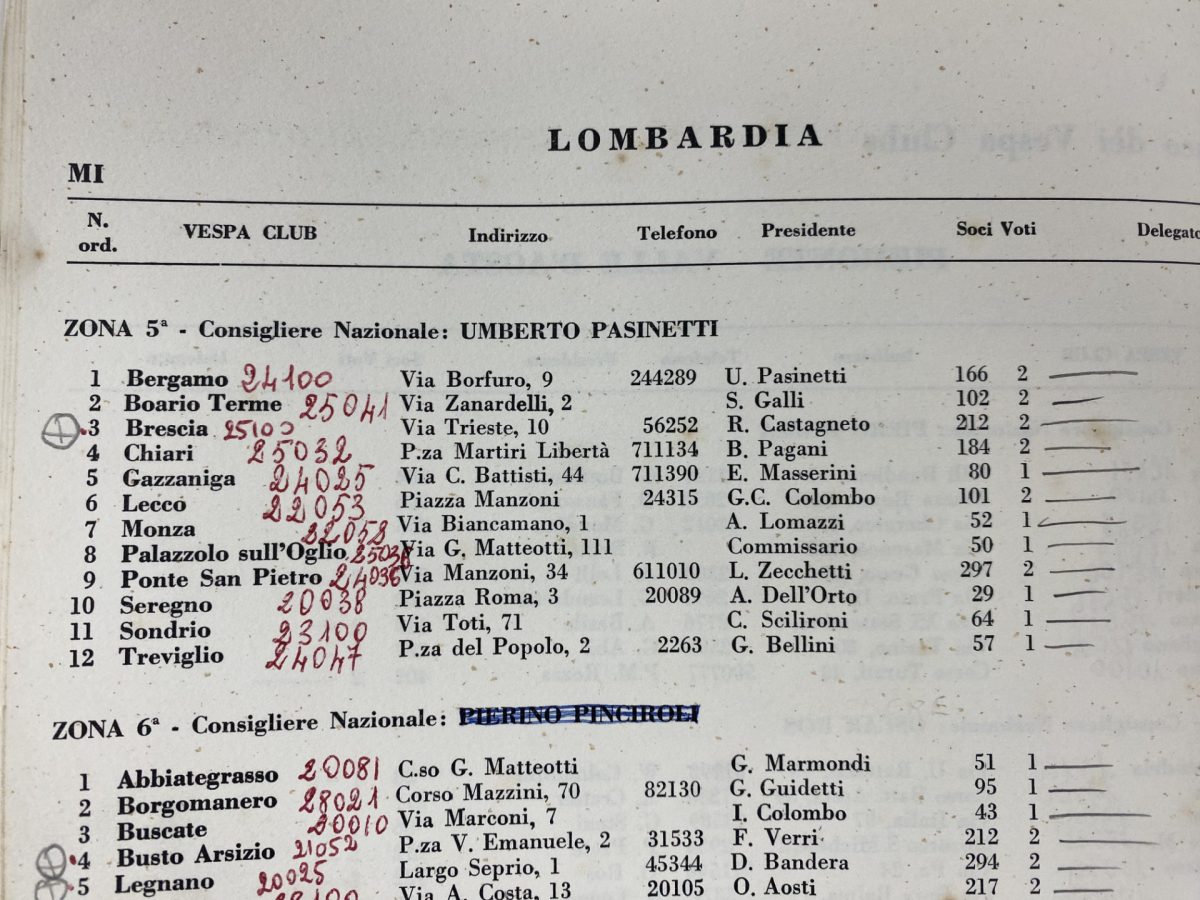 LOMBARDIA
MI
N. ord. VESPA CLUB Indirizzo Telefono Presidente Soci Voti Delegato
ZONA 5ª - Consigliere Nazionale: UMBERTO PASINETTI
1 Bergamo 24100 Via Borfuro, 9 244289 U. Pasinetti 166 2
2 Boario Terme 25041 Via Zanardelli, 2 S. Galli 102 2
3 Brescia 25100 Via Trieste, 10 56252 R. Castagneto 212 2
4 Chiari 25032 P.za Martiri Libertà 711134 B. Pagani 184 2
5 Gazzaniga 24025 Via C. Battisti, 44 711390 E. Masserini 80 1
6 Lecco 22053 Piazza Manzoni 24315 G.C. Colombo 101 2
7 Monza 22058 Via Biancamano, 1 A. Lomazzi 52 1
8 Palazzolo sull'Oglio 25036 Via G. Matteotti, 111 Commissario 50 1
9 Ponte San Pietro 24036 Via Manzoni, 34 611010 L. Zecchetti 297 2
10 Seregno 20038 Piazza Roma, 3 20089 A. Dell'Orto 29 1
11 Sondrio 23100 Via Toti, 71 C. Scilironi 64 1
12 Treviglio 24047 P.za del Popolo, 2 2263 G. Bellini 57 1
ZONA 6ª - Consigliere Nazionale: PIERINO PINCIROLI
1 Abbiategrasso 20081 C.so G. Matteotti G. Marmondi 51 1
2 Borgomanero 28021 Corso Mazzini, 70 82130 G. Guidetti 95 1
3 Buscate 20010 Via Marconi, 7 I. Colombo 43 1
4 Busto Arsizio 21052 P.za V. Emanuele, 2 31533 F. Verri 212 2
5 Legnano 20025 Largo Seprio, 1 45344 D. Bandera 294 2
Via A. Costa, 13 20105 O. Aosti 217 2